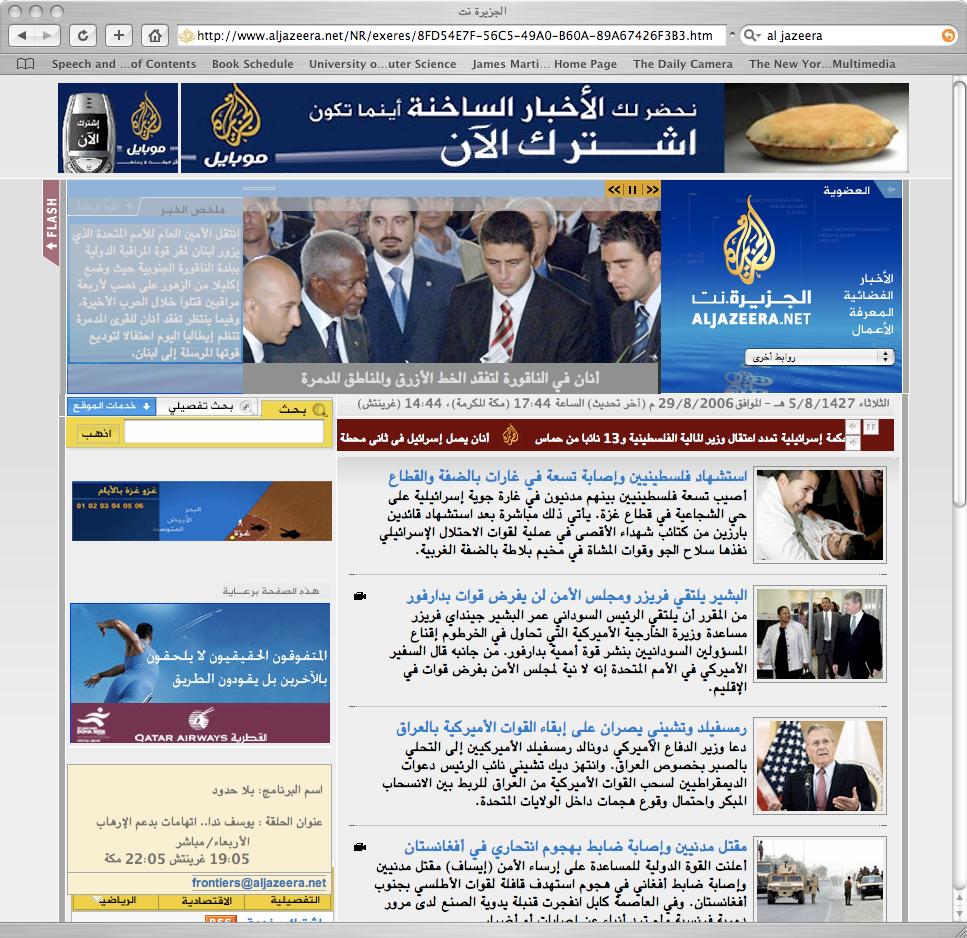 الجزيرة نت
http://www.aljazeera.net/NR/exeres/8FD54E7F-56C5-49A0-B60A-89A67426F3B3.htm
al jazeera
Speech and ...of Contents
Book Schedule
University o...uter Science
James Marti... Home Page
The Daily Camera
The New Yor...Multimedia
إشترك
الآن
موبايل
موبايل
نحضر لك الأخبار الساخنة أينما تكون
اشترك الآن
FLASH
العضوية
الجزيرة.نت
ALJAZEERA.NET
الأخبار
الفضائية
المعرفة
الأعمال
روابط أخرى
ملخص الخبر
انتقل الأمين العام للأمم المتحدة الذي
يزور لبنان لمقر قوة المراقبة الدولية
ببلدة الناقورة الجنوبية حيث وضع
إكليلا من الزهور على نصب لأربعة
مراقبين قتلوا خلال الحرب الأخيرة.
وفيما ينتظر تفقد أنان للقرى المدمرة
تنظم إيطاليا اليوم احتفالا لتوديع
قوتها المرسلة إلى لبنان.
أنان في الناقورة لتفقد الخط الأزرق والمناطق المدمرة
الثلاثاء 5/8/1427 هـ - الموافق29/8/2006 م (آخر تحديث) الساعة 17:44 (مكة المكرمة)، 14:44 (غرينتش)
كمة إسرائيلية تمدد اعتقال وزير المالية الفلسطينية و13 نائبا من حماس
أنان يصل إسرائيل في ثاني محطة
بحث
بحث تفصيلي
خدمات الموقع
اذهب
استشهاد فلسطينيين وإصابة تسعة في غارات بالضفة والقطاع
أصيب تسعة فلسطينيين بينهم مدنيون في غارة جوية إسرائيلية على
حي الشجاعية في قطاع غزة. يأتي ذلك مباشرة بعد استشهاد قائدين
بارزين من كتائب شهداء الأقصى في عملية لقوات الاحتلال الإسرائيلي
نفذها سلاح الجو وقوات المشاة في مخيم بلاطة بالضفة الغربية.
البشير يلتقي فريزر ومجلس الأمن لن يفرض قوات بدارفور
من المقرر أن يلتقي الرئيس السوداني عمر البشير جينداي فريزر
مساعدة وزيرة الخارجية الأميركية التي تحاول في الخرطوم إقناع
المسؤولين السودانيين بنشر قوة أممية بدارفور. من جانبه قال السفير
الأميركي في الأمم المتحدة إنه لا نية لمجلس الأمن بفرض قوات في
الإقليم.
رمسفيلد وتشيني يصران على إبقاء القوات الأميركية بالعراق
دعا وزير الدفاع الأميركي دونالد رمسفيلد الأميركيين إلى التحلي
بالصبر بخصوص العراق. وانتهز ديك تشيني نائب الرئيس دعوات
الديمقراطيين لسحب القوات الأميركية من العراق للربط بين الانسحاب
المبكر واحتمال وقوع هجمات داخل الولايات المتحدة.
مقتل مدنيين وإصابة ضابط بهجوم انتحاري في أفغانستان
أعلنت القوة الدولية للمساعدة على إرساء الأمن (إيساف) مقتل مدنيين
وإصابة ضابط أفغاني في هجوم استهدف قافلة لقوات الأطلسي بجنوب
أفغانستان. وفي العاصمة كابل انفجرت قنبلة يدوية الصنع لدى مرور
غزو غزة بالأيام
01 02 03 04 05 06
البحر
الأبيض
المتوسط
غزة
هذه الصفحة برعـــاية
المتفوقون الحقيقيون لا يلحقون
بالآخرين بل يقودون الطريق
QATAR AIRWAYS القطرية
اسم البرنامج: بلا حدود
عنوان الحلقة : يوسف ندا.. اتهامات بدعم الإرهاب
الأربعاء/مباشر
19:05 غرينتش 22:05 مكة
frontiers@aljazeera.net
التفصيلية
الاقتصادية
الرياضية
RSS